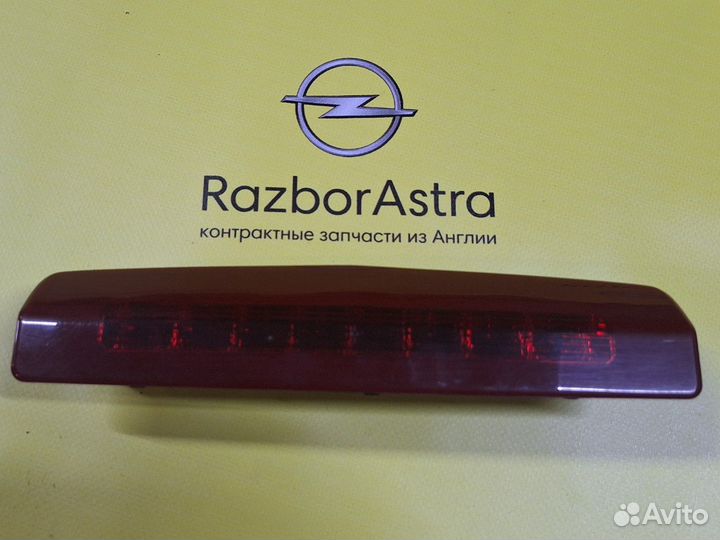 RazborAstra
контрактные запчасти из Англии
Avito